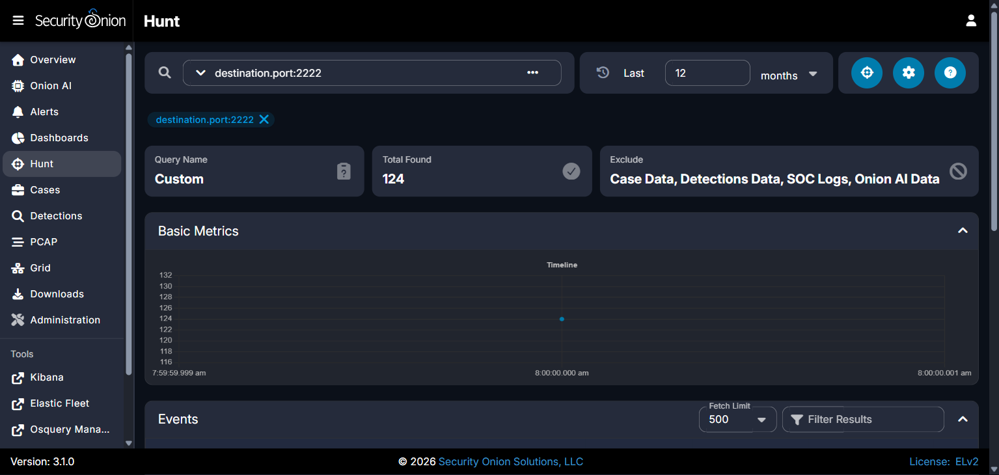 Security Onion
Hunt
Overview
Onion AI
Alerts
Dashboards
Hunt
Cases
Detections
PCAP
Grid
Downloads
Administration
Tools
Kibana
Elastic Fleet
Osquery Mana...
destination.port:2222
Last
12
months
?
destination.port:2222
Query Name
Custom
?
Total Found
124
Exclude
Case Data, Detections Data, SOC Logs, Onion AI Data
Basic Metrics
Timeline
132
130
128
126
124
122
120
118
116
7:59:59.999 am
8:00:00.000 am
8:00:00.001 am
Events
Fetch Limit
500
Filter Results
Version: 3.1.0
© 2026 Security Onion Solutions, LLC
License: ELv2